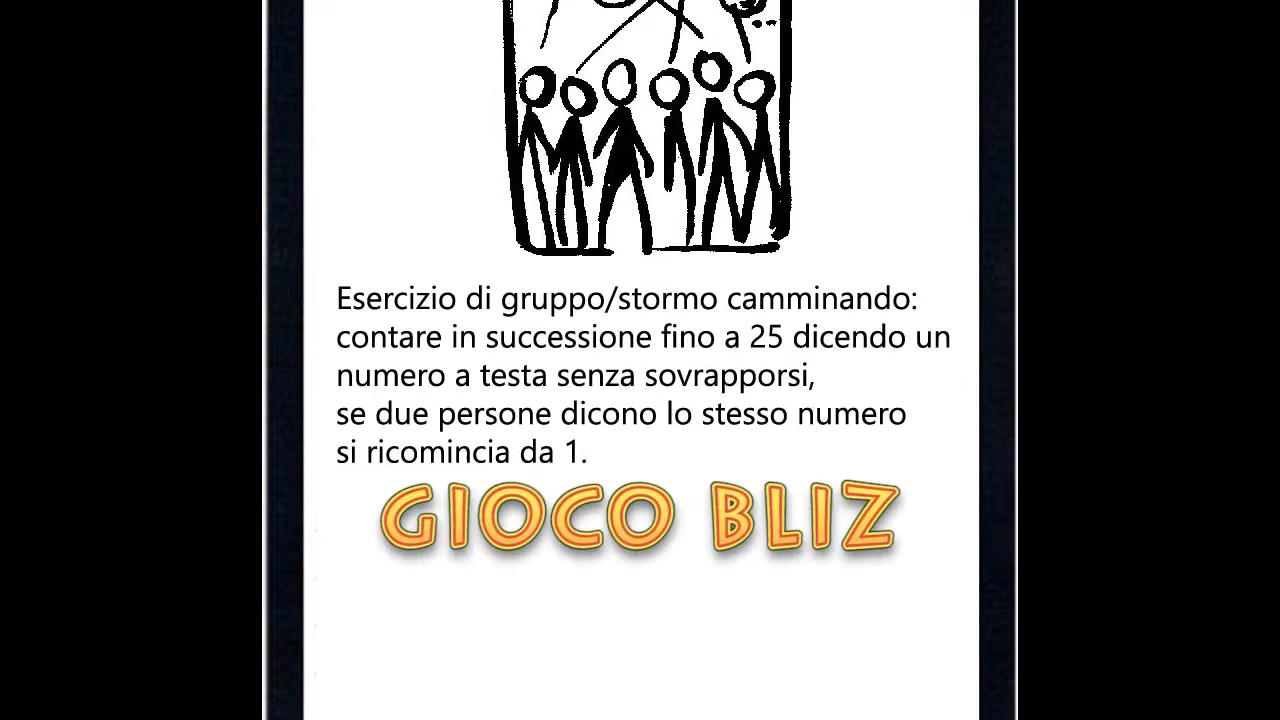 Esercizio di gruppo/stormo camminando:
contare in successione fino a 25 dicendo un
numero a testa senza sovrapporsi,
se due persone dicono lo stesso numero
si ricomincia da 1.
GIOCO BLIZ